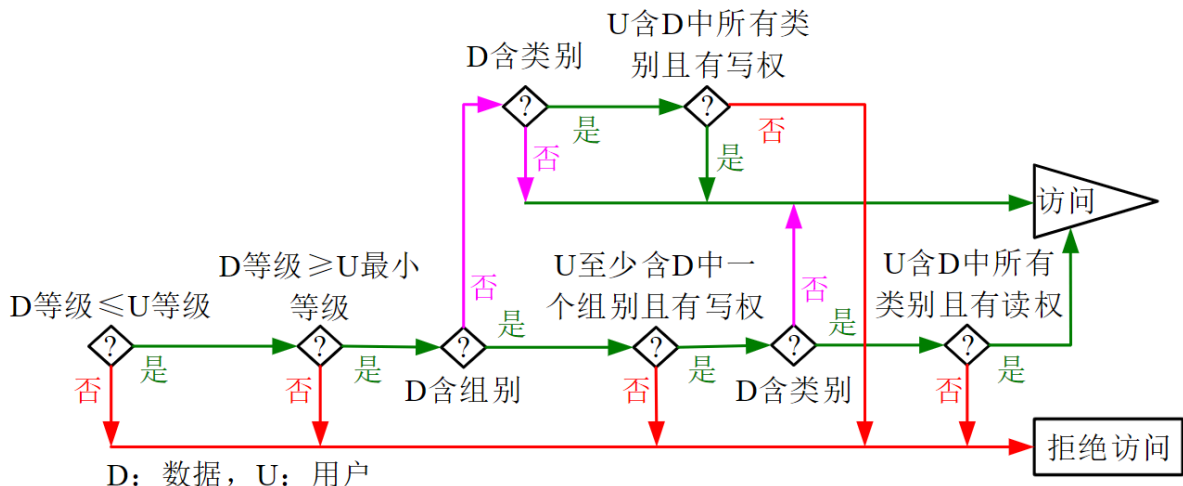 U含D中所有类
别且有写权
D含类别
?
?
是
否
否
是
访问
D等级≥U最小
等级
U至少含D中一
个组别且有写权
U含D中所有
类别且有读权
D等级≤U等级
否
是
否
?
?
?
?
?
?
是
是
是
是
否
否
D含组别
否
D含类别
否
是
拒绝访问
D：数据，U：用户